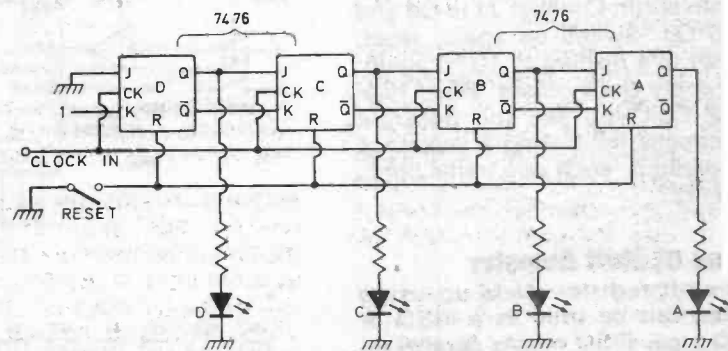 7476
7476
J D Q
CK
K Q̅
R
J C Q
CK
K Q̅
R
J B Q
CK
K Q̅
R
J A Q
CK
K
R
1
CLOCK IN
RESET
D
C
B
A